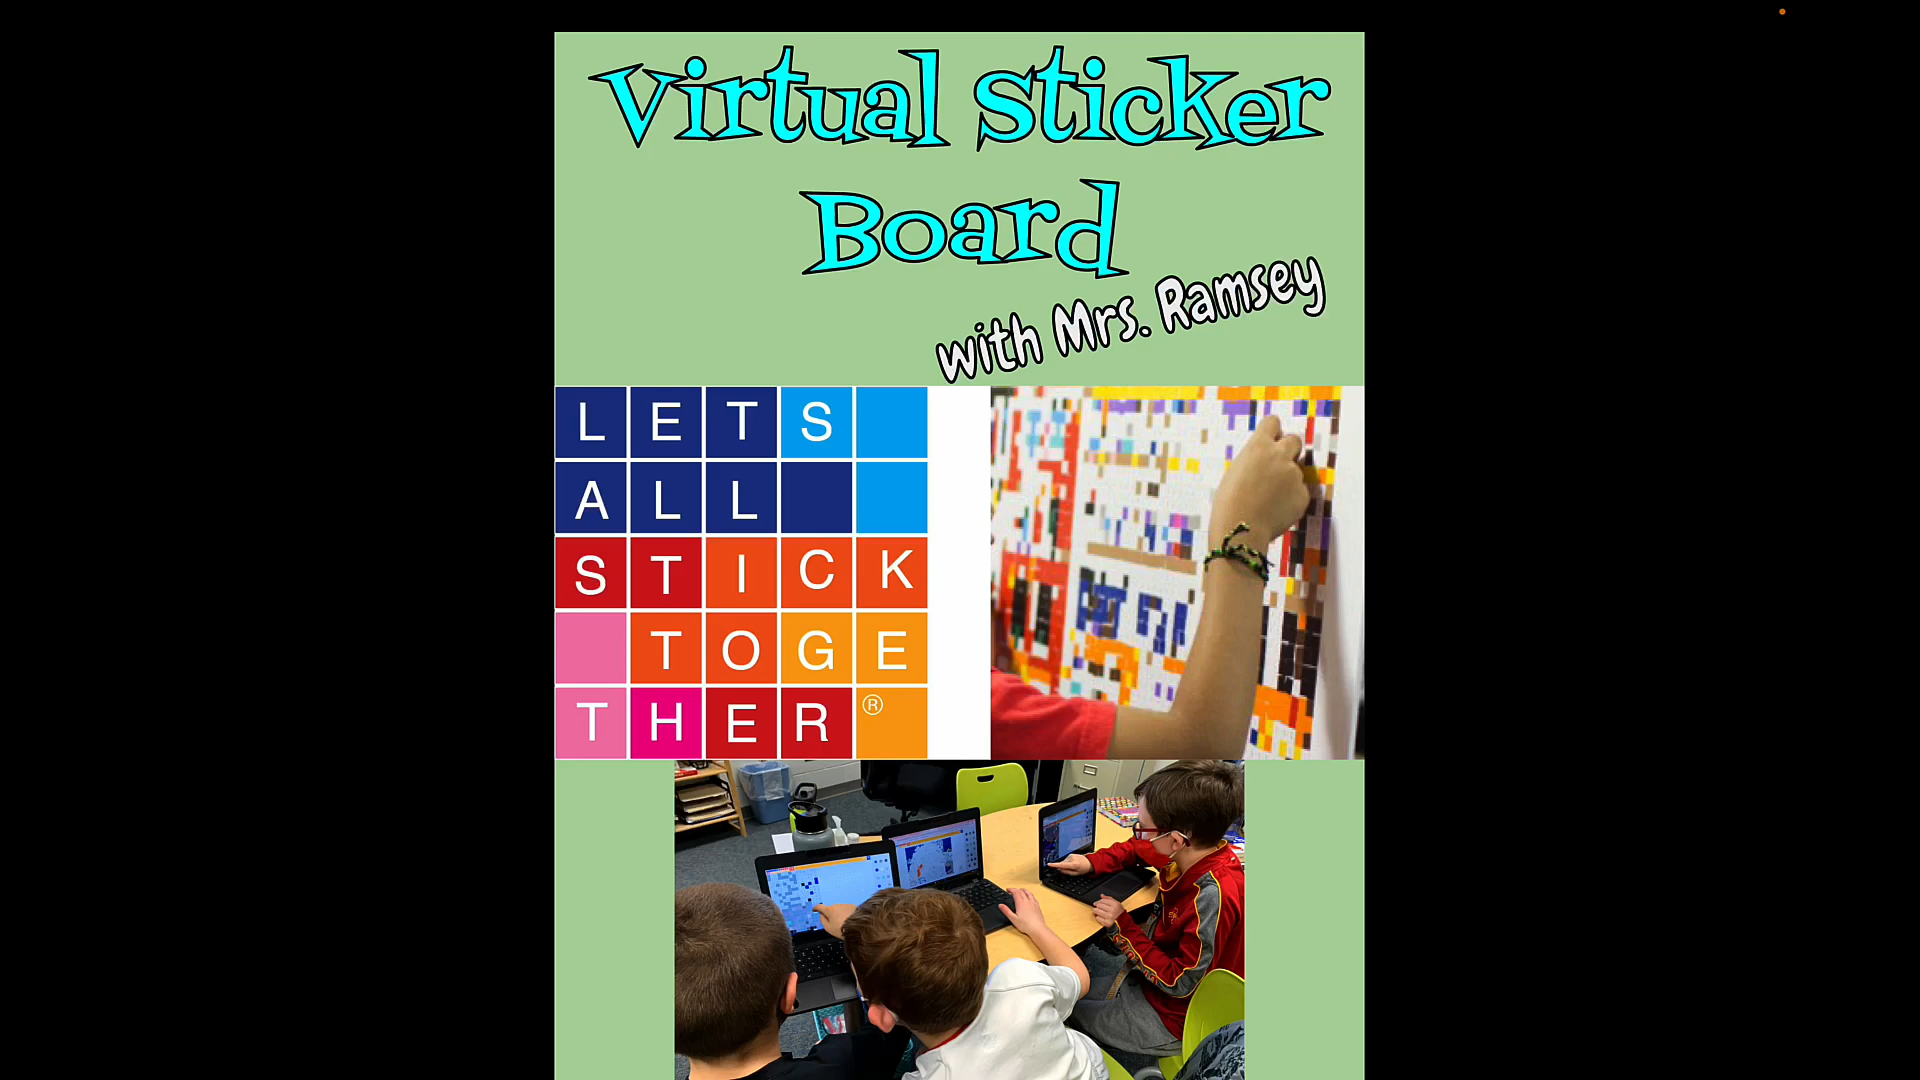 Virtual Sticker
Board
with Mrs. Ramsey
LETS
ALL
STICK
TOGE
THER®